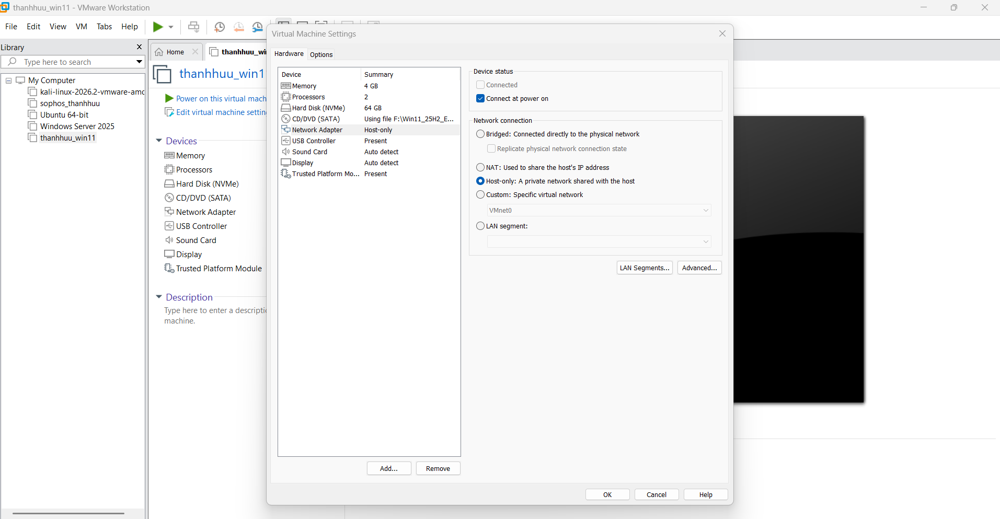 thanhhuu_win11 - VMware Workstation
File Edit View VM Tabs Help
Library
Type here to search
My Computer
kali-linux-2026.2-vmware-amc
sophos_thanhhuu
Ubuntu 64-bit
Windows Server 2025
thanhhuu_win11
Home
thanhhuu_wi
thanhhuu_win1
Power on this virtual mach
Edit virtual machine settin
Devices
Memory
Processors
Hard Disk (NVMe)
CD/DVD (SATA)
Network Adapter
USB Controller
Sound Card
Display
Trusted Platform Module
Description
Type here to enter a descripti
machine.
Virtual Machine Settings
Hardware Options
Device Summary
Memory 4 GB
Processors 2
Hard Disk (NVMe) 64 GB
CD/DVD (SATA) Using file F:\Win11_25H2_E...
Network Adapter Host-only
USB Controller Present
Sound Card Auto detect
Display Auto detect
Trusted Platform Mo... Present
Add... Remove
Device status
Connected
Connect at power on
Network connection
Bridged: Connected directly to the physical network
Replicate physical network connection state
NAT: Used to share the host's IP address
Host-only: A private network shared with the host
Custom: Specific virtual network
VMnet0
LAN segment:
LAN Segments... Advanced...
OK Cancel Help